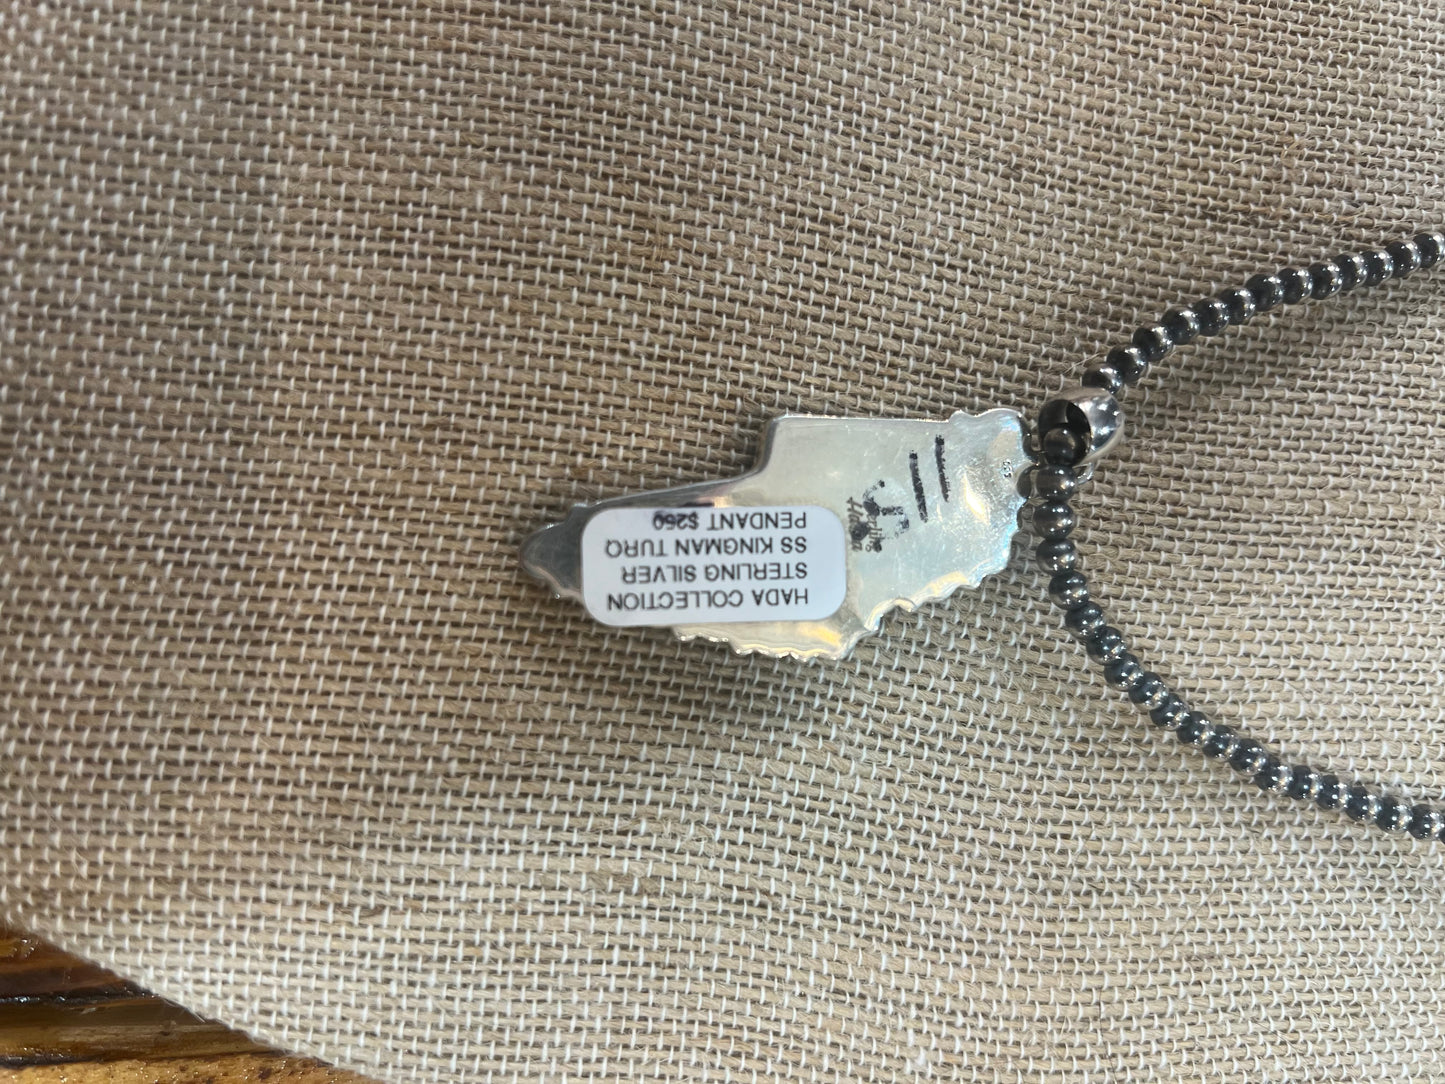 HADA COLLECTION
STERLING SILVER
SS KINGMAN TURQ
PENDANT $260